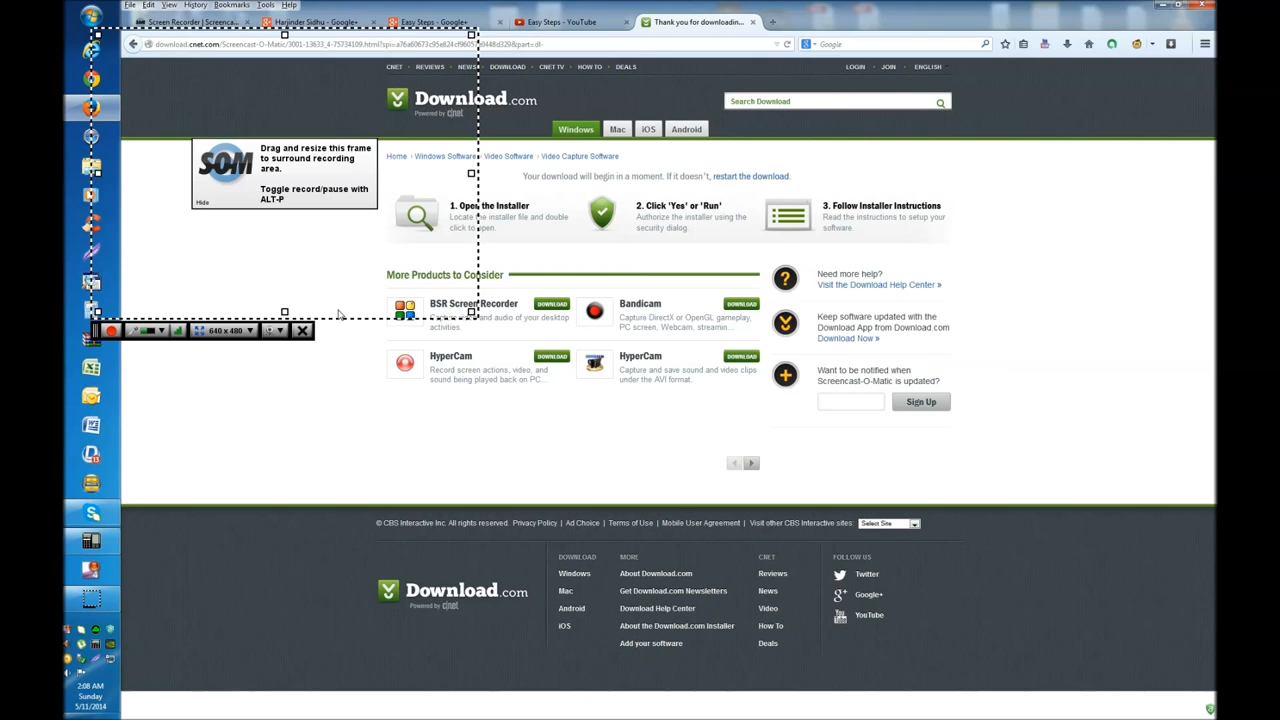 File Edit View History Bookmarks Tools Help
Screen Recorder | Screenca...
Harjinder Sidhu - Google+
Easy Steps - Google+
Easy Steps - YouTube
Thank you for downloadin...
Google
CNET REVIEWS NEWS DOWNLOAD CNET TV HOW TO DEALS
LOGIN JOIN ENGLISH
Download.com
Powered by c|net
Search Download
Windows Mac iOS Android
SOM
Drag and resize this frame
to surround recording
area.
Toggle record/pause with
ALT-P
Hide
Home › Windows Software › Video Software › Video Capture Software
Your download will begin in a moment. If it doesn't, restart the download.
1. Open the Installer
Locate the installer file and double
click to open.
2. Click 'Yes' or 'Run'
Authorize the installer using the
security dialog.
3. Follow Installer Instructions
Read the instructions to setup your
software.
More Products to Consider
BSR Screen Recorder
DOWNLOAD
Capture video and audio of your desktop
activities.
Bandicam
DOWNLOAD
Capture DirectX or OpenGL gameplay,
PC screen, Webcam, streamin...
HyperCam
DOWNLOAD
Record screen actions, video, and
sound being played back on PC...
HyperCam
DOWNLOAD
Capture and save sound and video clips
under the AVI format.
Need more help?
Visit the Download Help Center »
Keep software updated with the
Download App from Download.com
Download Now »
Want to be notified when
Screencast-O-Matic is updated?
Sign Up
640 x 480
© CBS Interactive Inc. All rights reserved. Privacy Policy | Ad Choice | Terms of Use | Mobile User Agreement | Visit other CBS Interactive sites: Select Site
Download.com
Powered by c|net
DOWNLOAD
Windows
Mac
Android
iOS
MORE
About Download.com
Get Download.com Newsletters
Download Help Center
About the Download.com Installer
Add your software
CNET
Reviews
News
Video
How To
Deals
FOLLOW US
Twitter
Google+
YouTube
2:08 AM
Sunday
5/11/2014